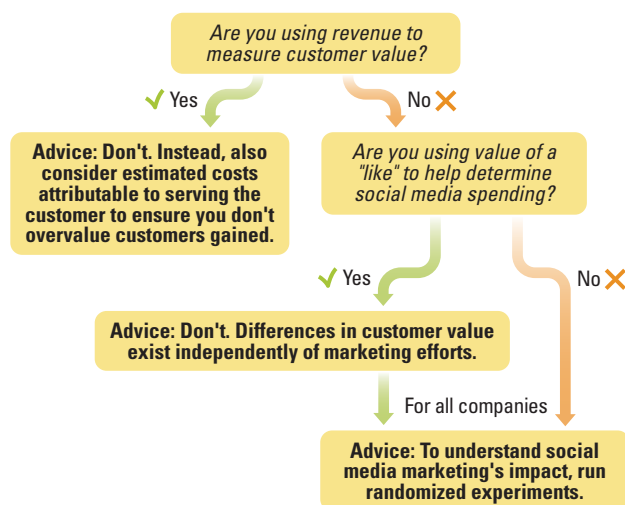 Are you using revenue to
measure customer value?
Yes
No
Advice: Don't. Instead, also
consider estimated costs
attributable to serving the
customer to ensure you don't
overvalue customers gained.
Are you using value of a
"like" to help determine
social media spending?
Yes
No
Advice: Don't. Differences in customer value
exist independently of marketing efforts.
For all companies
Advice: To understand social
media marketing's impact, run
randomized experiments.